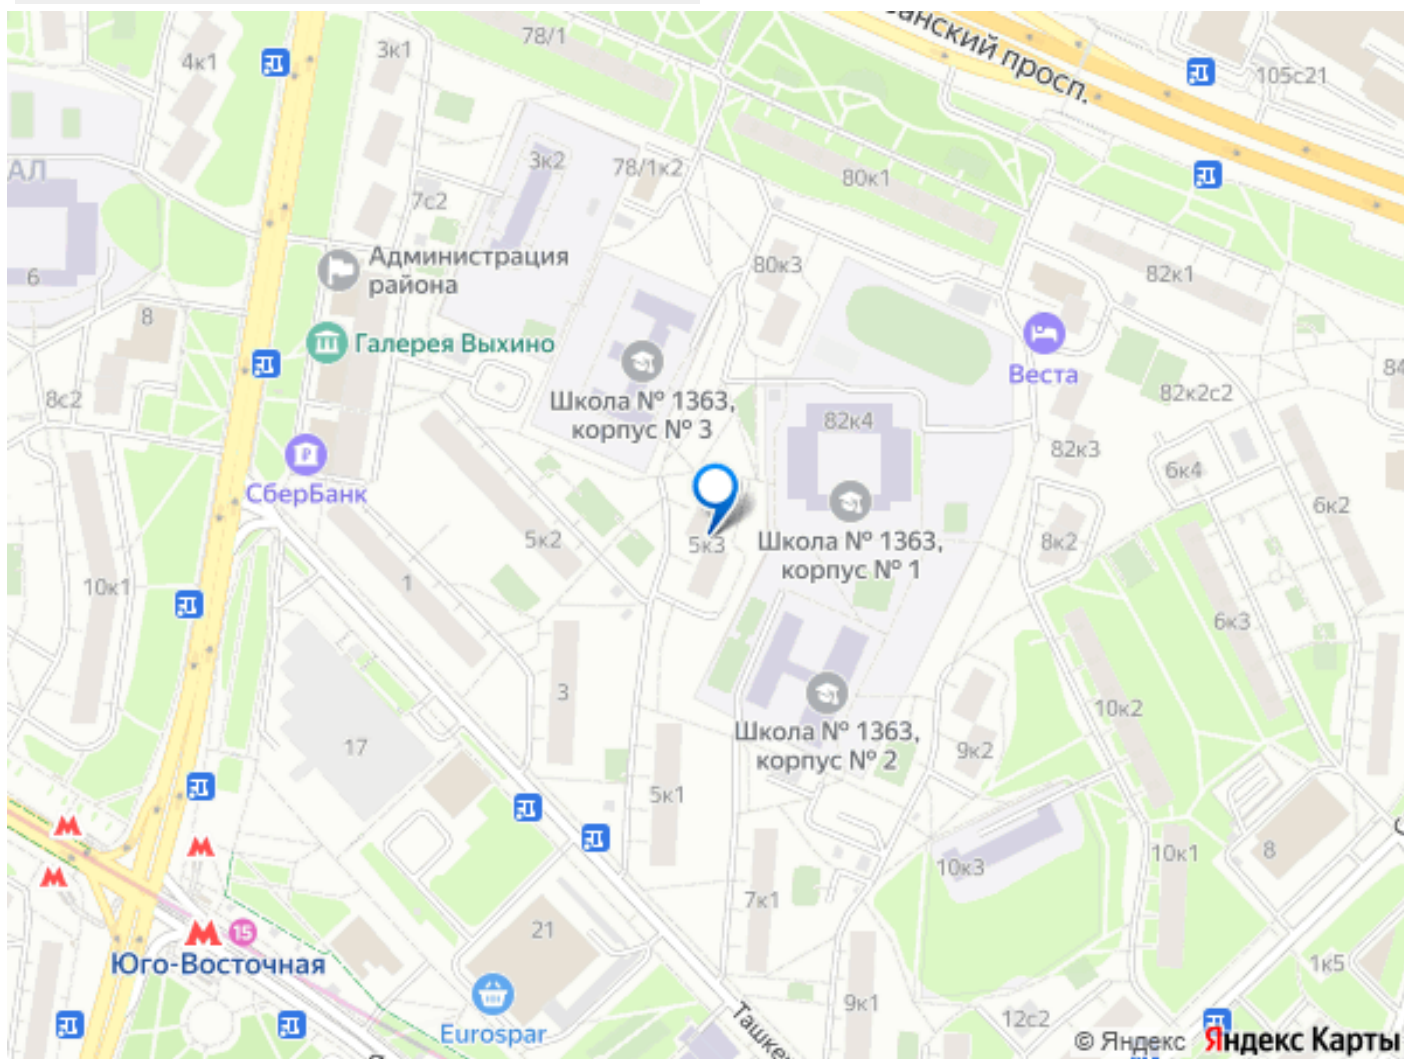 78/1
4к1
3к1
анский просп.
105с21
АЛ
3к2
78/1к2
80к1
7с2
Администрация
района
80к3
82к1
6
8
Галерея Выхино
Веста
8с2
Школа № 1363,
корпус № 3
82к4
82к2с2
84
82к3
6к4
СберБанк
6к2
5к2
5к3
Школа № 1363,
корпус № 1
8к2
10к1
1
6к3
3
Школа № 1363,
корпус № 2
10к2
9к2
17
5к1
10к3
10к1
8
7к1
15
21
Юго-Восточная
1к5
9к1
12с2
Eurospar
Ташке
© Яндекс Яндекс Карты